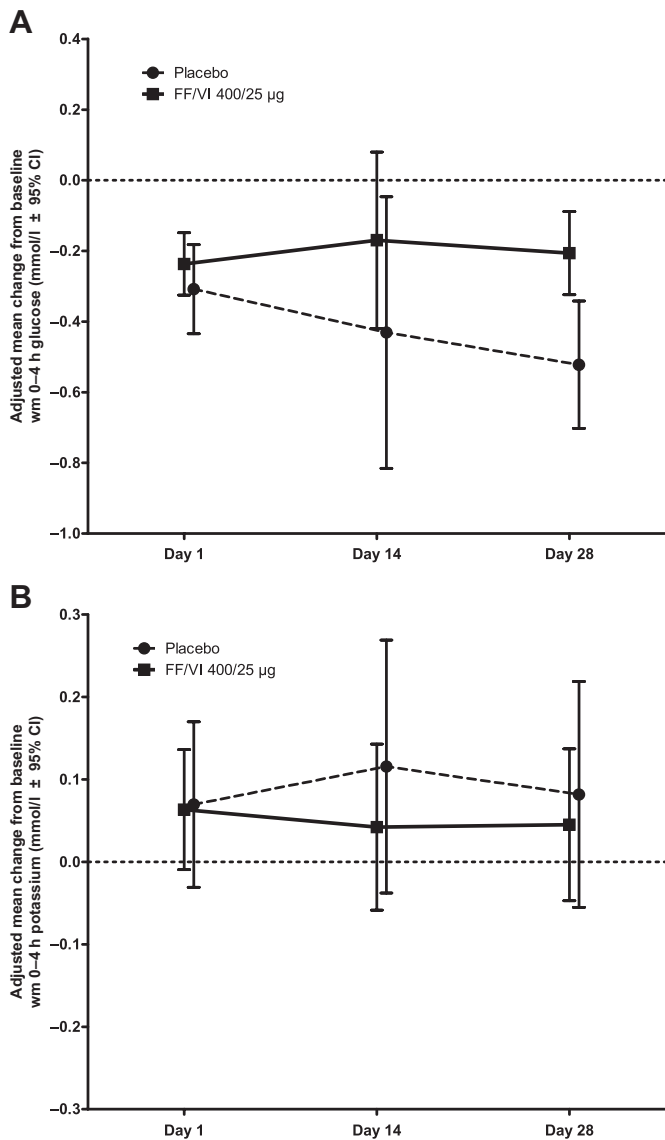 A
0.4
0.2
0.0
–0.2
–0.4
–0.6
–0.8
–1.0
Adjusted mean change from baseline
wm 0–4 h glucose (mmol/l ± 95% CI)
Placebo
FF/VI 400/25 µg
Day 1
Day 14
Day 28
B
0.3
0.2
0.1
0.0
–0.1
–0.2
–0.3
Adjusted mean change from baseline
wm 0–4 h potassium (mmol/l ± 95% CI)
Placebo
FF/VI 400/25 µg
Day 1
Day 14
Day 28